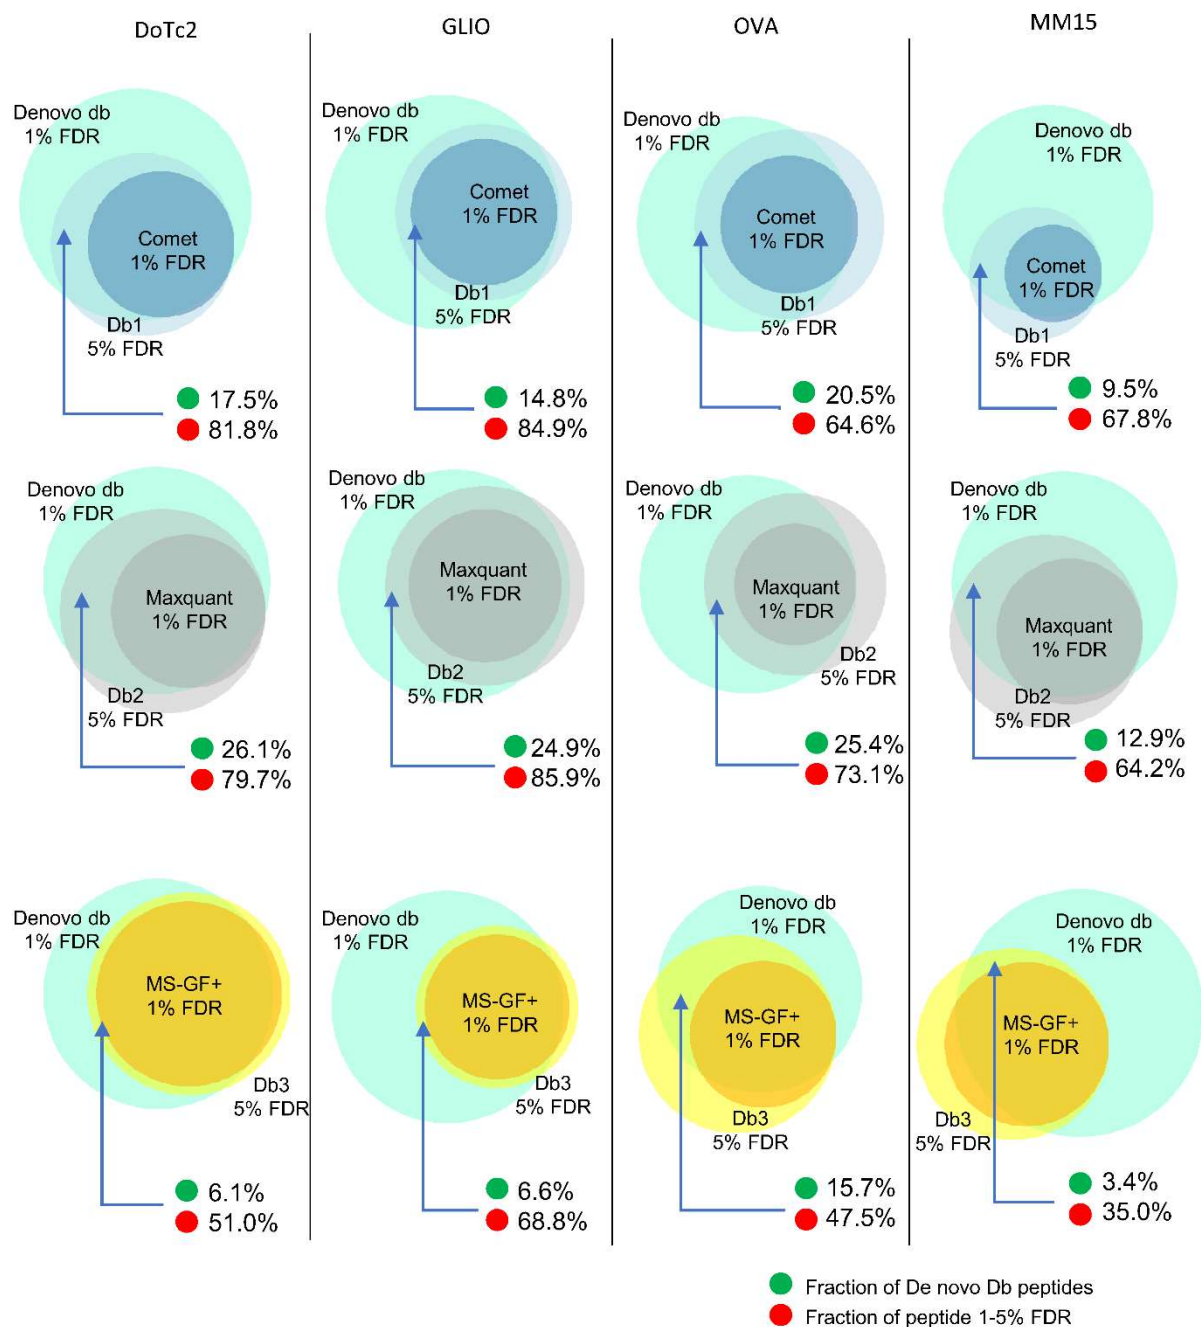 DoTc2
GLIO
OVA
MM15
Denovo db
1% FDR
Comet
1% FDR
Db1
5% FDR
17.5%
81.8%
Denovo db
1% FDR
Comet
1% FDR
Db1
5% FDR
14.8%
84.9%
Denovo db
1% FDR
Comet
1% FDR
Db1
5% FDR
20.5%
64.6%
Denovo db
1% FDR
Comet
1% FDR
Db1
5% FDR
9.5%
67.8%
Denovo db
1% FDR
Maxquant
1% FDR
Db2
5% FDR
26.1%
79.7%
Denovo db
1% FDR
Maxquant
1% FDR
Db2
5% FDR
24.9%
85.9%
Denovo db
1% FDR
Maxquant
1% FDR
Db2
5% FDR
25.4%
73.1%
Denovo db
1% FDR
Maxquant
1% FDR
Db2
5% FDR
12.9%
64.2%
Denovo db
1% FDR
MS-GF+
1% FDR
Db3
5% FDR
6.1%
51.0%
Denovo db
1% FDR
MS-GF+
1% FDR
Db3
5% FDR
6.6%
68.8%
Denovo db
1% FDR
MS-GF+
1% FDR
Db3
5% FDR
15.7%
47.5%
Denovo db
1% FDR
MS-GF+
1% FDR
Db3
5% FDR
3.4%
35.0%
Fraction of De novo Db peptides
Fraction of peptide 1-5% FDR